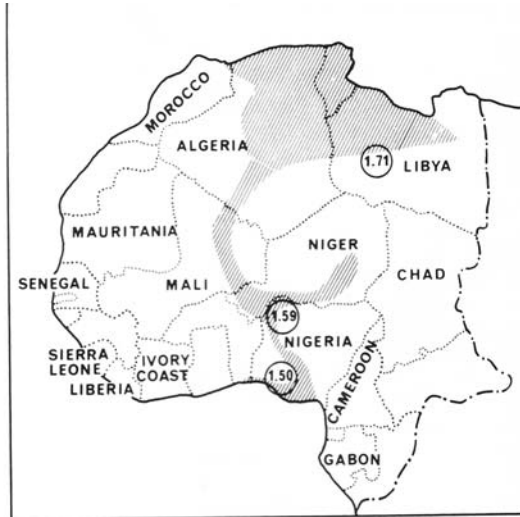 MOROCCO
ALGERIA
1.71
LIBYA
MAURITANIA
NIGER
CHAD
SENEGAL
MALI
1.59
NIGERIA
SIERRA
LEONE
IVORY
COAST
LIBERIA
1.50
CAMEROON
GABON